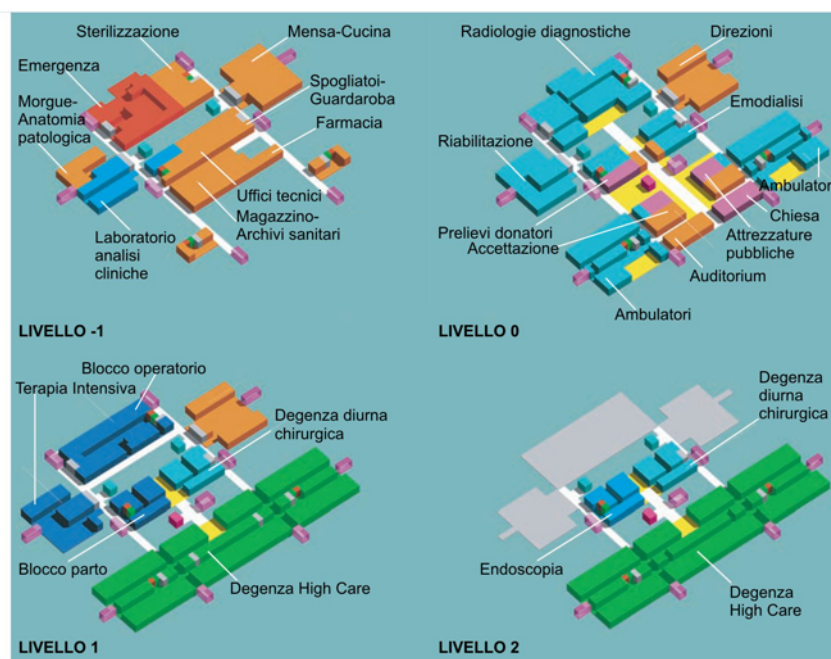 Sterilizzazione
Mensa-Cucina
Emergenza
Spogliatoi-
Guardaroba
Morgue-
Anatomia
patologica
Farmacia
Uffici tecnici
Magazzino-
Archivi sanitari
Laboratorio
analisi
cliniche
LIVELLO -1
Radiologie diagnostiche
Direzioni
Emodialisi
Riabilitazione
Ambulatori
Chiesa
Prelievi donatori
Accettazione
Attrezzature
pubbliche
Auditorium
Ambulatori
LIVELLO 0
Blocco operatorio
Terapia Intensiva
Degenza diurna
chirurgica
Blocco parto
Degenza High Care
LIVELLO 1
Degenza
diurna
chirurgica
Endoscopia
Degenza
High Care
LIVELLO 2